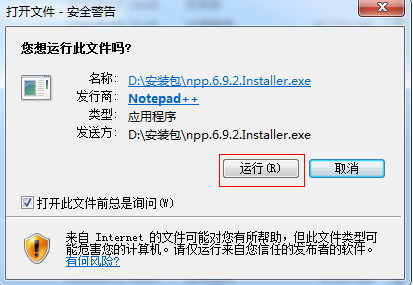 打开文件 - 安全警告
您想运行此文件吗?
名称: D:\安装包\npp.6.9.2.Installer.exe
发行商: Notepad++
类型: 应用程序
发送方: D:\安装包\npp.6.9.2.Installer.exe
运行(R) 取消
打开此文件前总是询问(W)
来自 Internet 的文件可能对您有所帮助，但此文件类型可
能危害您的计算机。请仅运行来自您信任的发布者的软件。
有何风险?